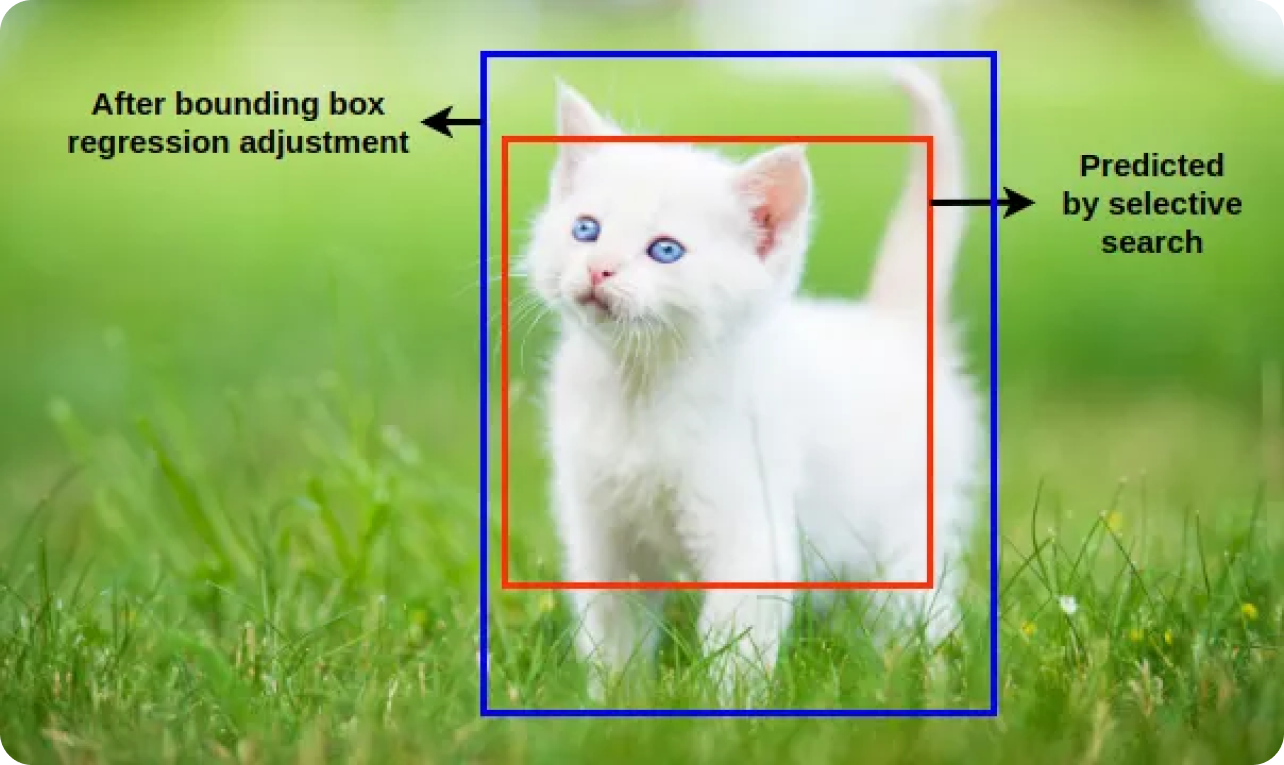 After bounding box
regression adjustment
Predicted
by selective
search